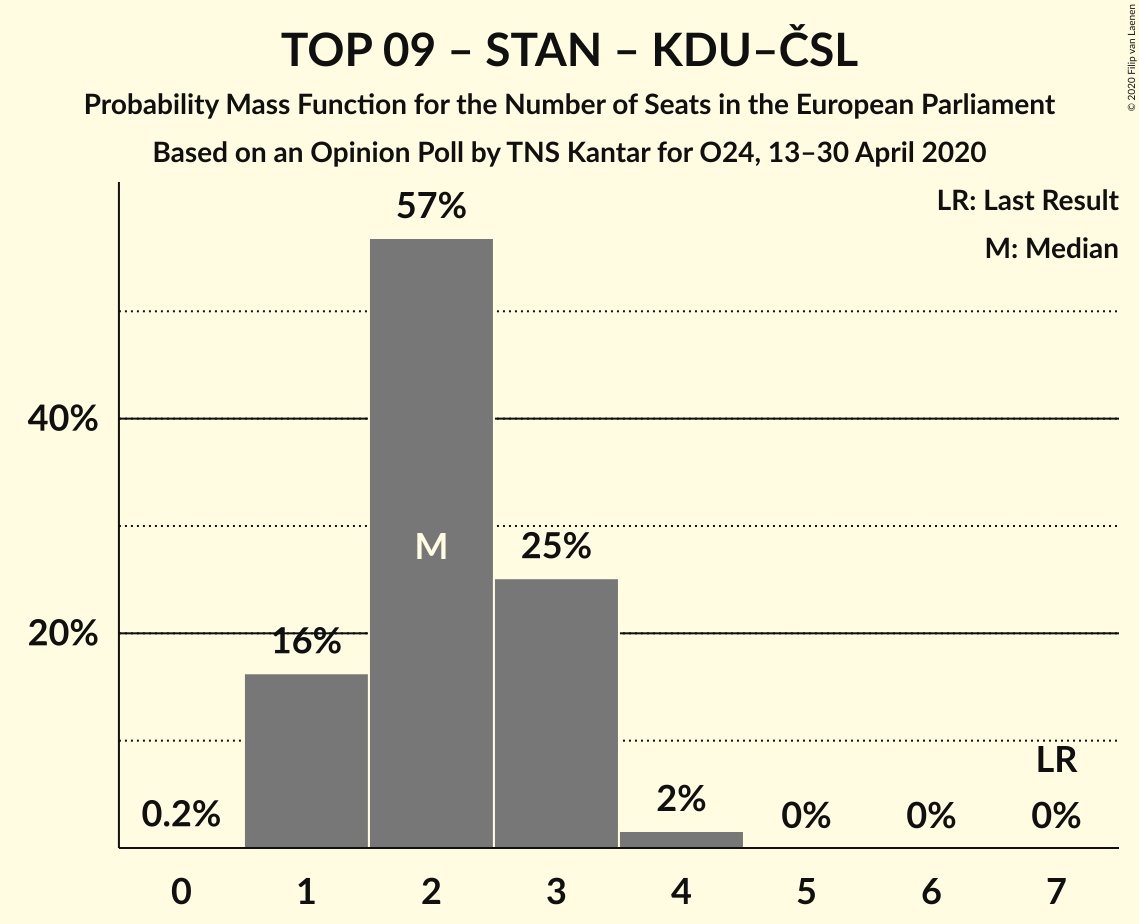 TOP 09 – STAN – KDU–ČSL
Probability Mass Function for the Number of Seats in the European Parliament
Based on an Opinion Poll by TNS Kantar for O24, 13–30 April 2020
© 2020 Filip van Laenen
LR: Last Result
M: Median
57%
40%
M
25%
20%
16%
LR
0.2%
2%
0%
0%
0%
0 1 2 3 4 5 6 7